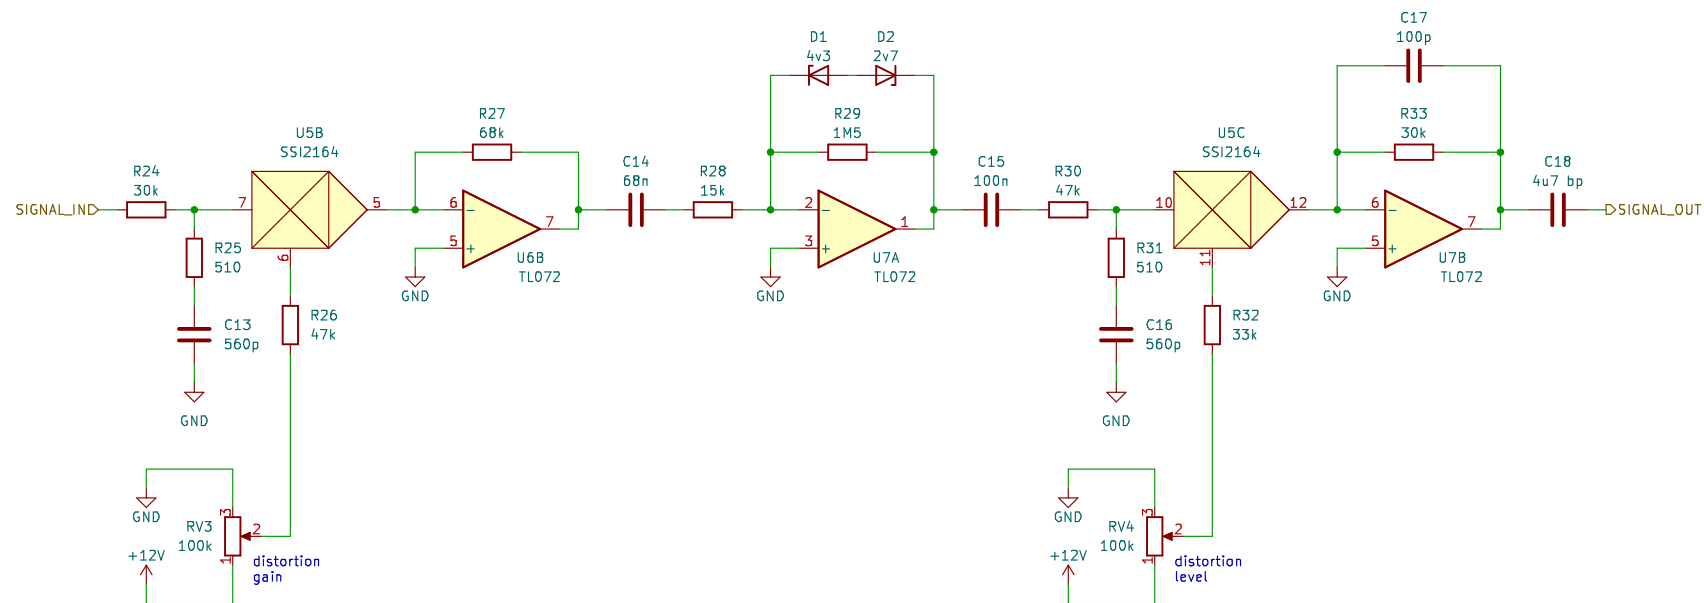 C17
100p
D1
4v3
D2
2v7
R27
68k
R29
1M5
R33
30k
U5B
SSI2164
U5C
SSI2164
R24
30k
C14
68n
R28
15k
C15
100n
R30
47k
C18
4u7 bp
SIGNAL_IN
7
5
6
7
2
1
10
12
6
7
SIGNAL_OUT
R25
510
6
5
3
R31
510
11
5
−
+
−
+
−
+
U6B
TL072
U7A
TL072
U7B
TL072
GND
GND
GND
C13
560p
R26
47k
C16
560p
R32
33k
GND
GND
GND
3
RV3
100k
2
1
+12V
distortion
gain
GND
3
RV4
100k
2
1
+12V
distortion
level